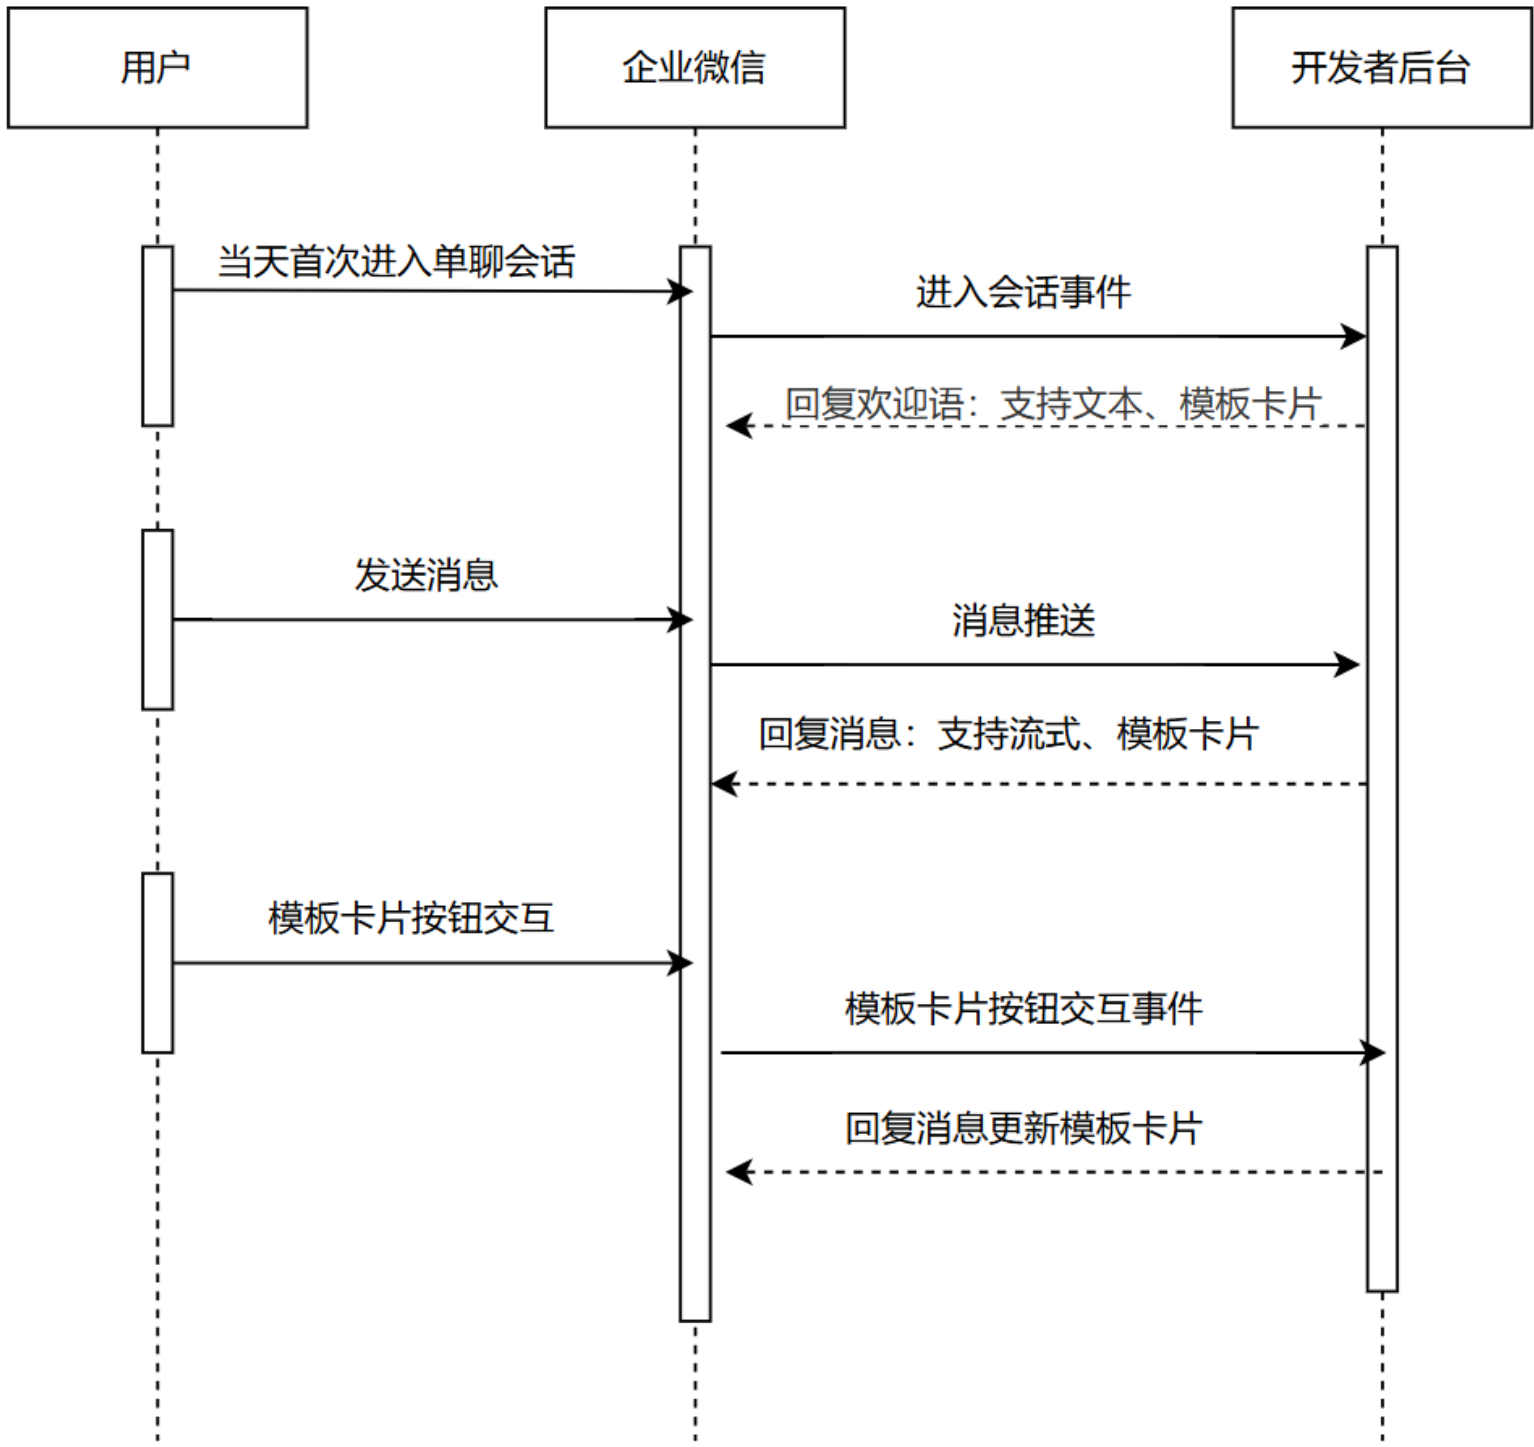 用户
企业微信
开发者后台
当天首次进入单聊会话
进入会话事件
回复欢迎语：支持文本、模板卡片
发送消息
消息推送
回复消息：支持流式、模板卡片
模板卡片按钮交互
模板卡片按钮交互事件
回复消息更新模板卡片